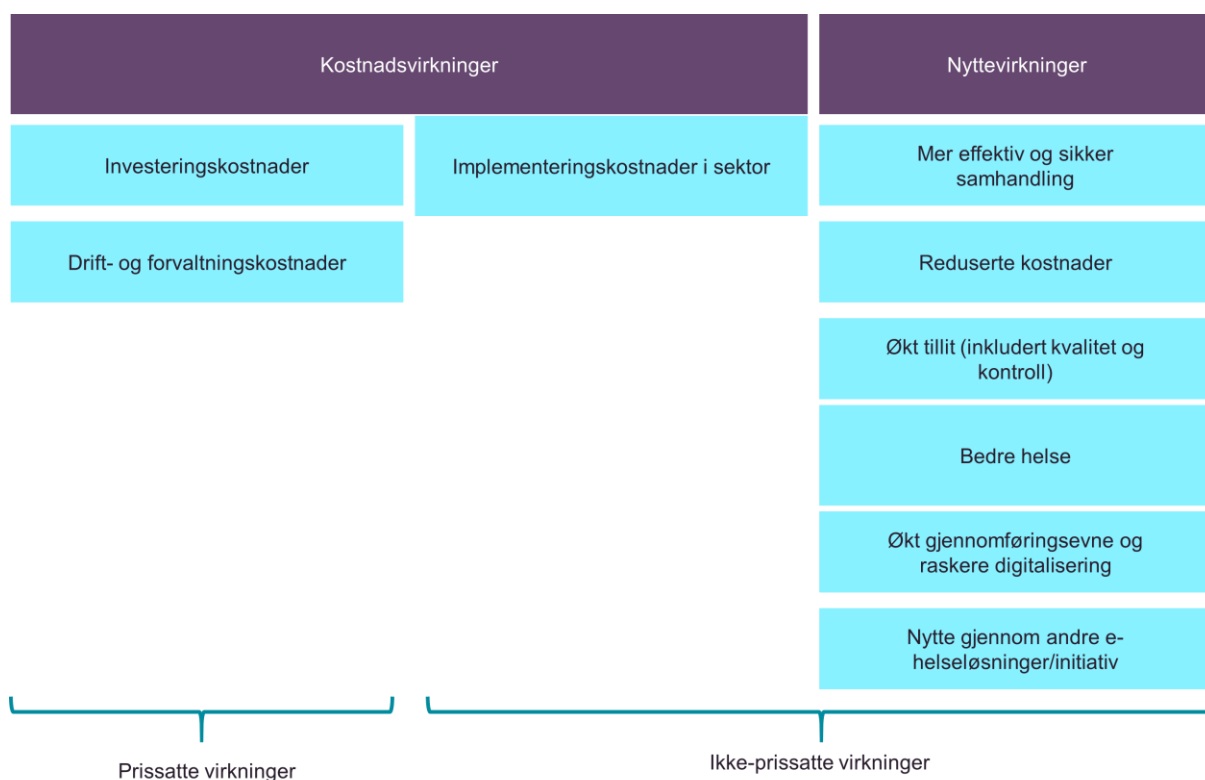 Kostnadsvirkninger
Nyttevirkninger
Investeringskostnader
Implementeringskostnader i sektor
Mer effektiv og sikker
samhandling
Drift- og forvaltningskostnader
Reduserte kostnader
Økt tillit (inkludert kvalitet og
kontroll)
Bedre helse
Økt gjennomføringsevne og
raskere digitalisering
Nytte gjennom andre e-
helseløsninger/initiativ
Prissatte virkninger
Ikke-prissatte virkninger